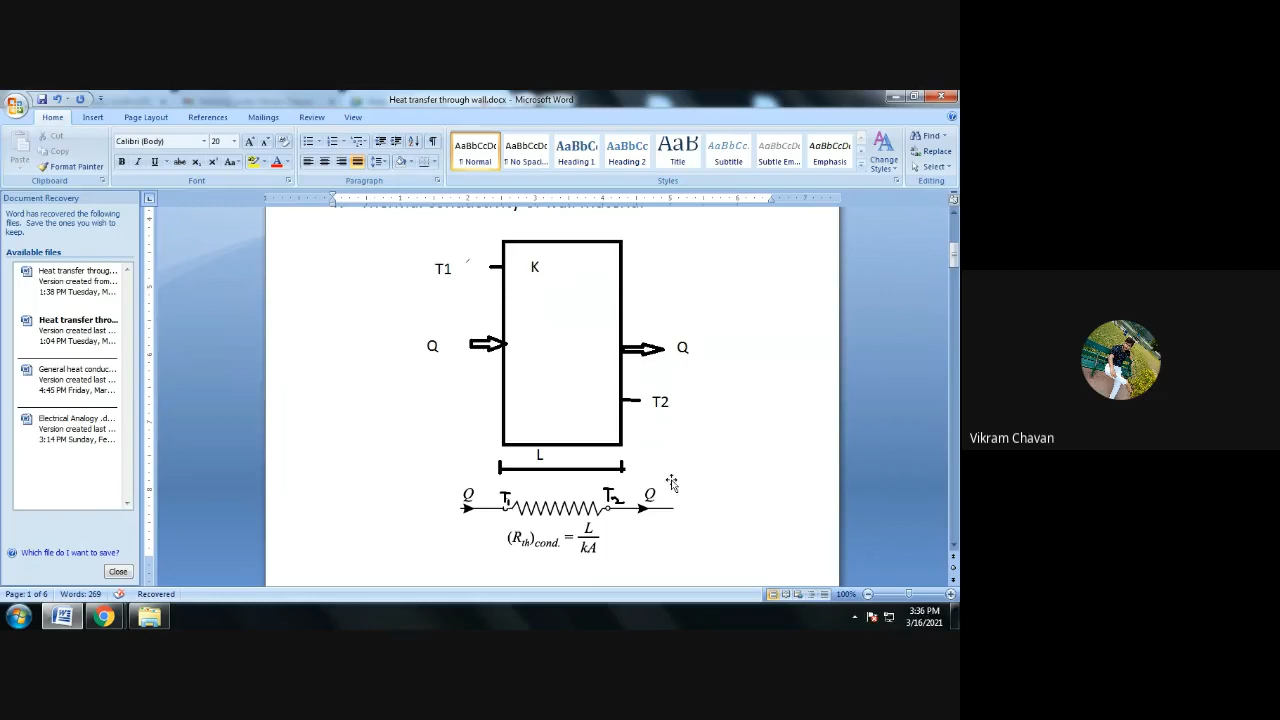 Heat transfer through wall.docx - Microsoft Word
Home Insert Page Layout References Mailings Review View
Paste
Cut
Copy
Format Painter
Clipboard
Calibri (Body) 20
Font
Paragraph
AaBbCcDc AaBbCcDc AaBbCc AaBbCc AaB AaBbCc. AaBbCcDc AaBbCcDc
¶ Normal ¶ No Spaci... Heading 1 Heading 2 Title Subtitle Subtle Em... Emphasis
Change Styles
Styles
Find
Replace
Select
Editing
Document Recovery
Word has recovered the following
files. Save the ones you wish to
keep.
Available files
Heat transfer throug...
Version created from...
1:38 PM Tuesday, M...
Heat transfer thro...
Version created last ...
1:04 PM Tuesday, M...
General heat conduc...
Version created last ...
4:45 PM Friday, Mar...
Electrical Analogy .d...
Version created last ...
3:14 PM Sunday, Fe...
Which file do I want to save?
Close
T1 K
Q Q
T2
L
Q T1 T2 Q
(Rth)cond. = L/kA
Page: 1 of 6 Words: 269 Recovered 100%
3:36 PM
3/16/2021
Vikram Chavan